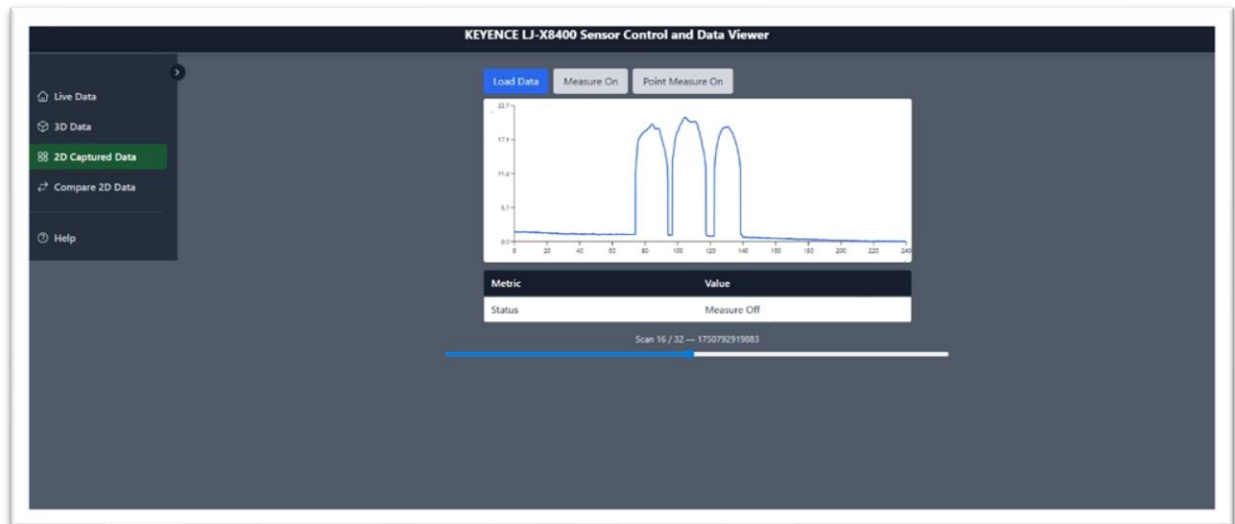 KEYENCE LJ-X8400 Sensor Control and Data Viewer
Live Data
3D Data
2D Captured Data
Compare 2D Data
Help
Load Data Measure On Point Measure On
22.7
17.1
5.7
0.0
0 20 40 60 80 100 120 140 160 180 200 220 240
Metric Value
Status Measure Off
Scan 16 / 32 — 1750792919883